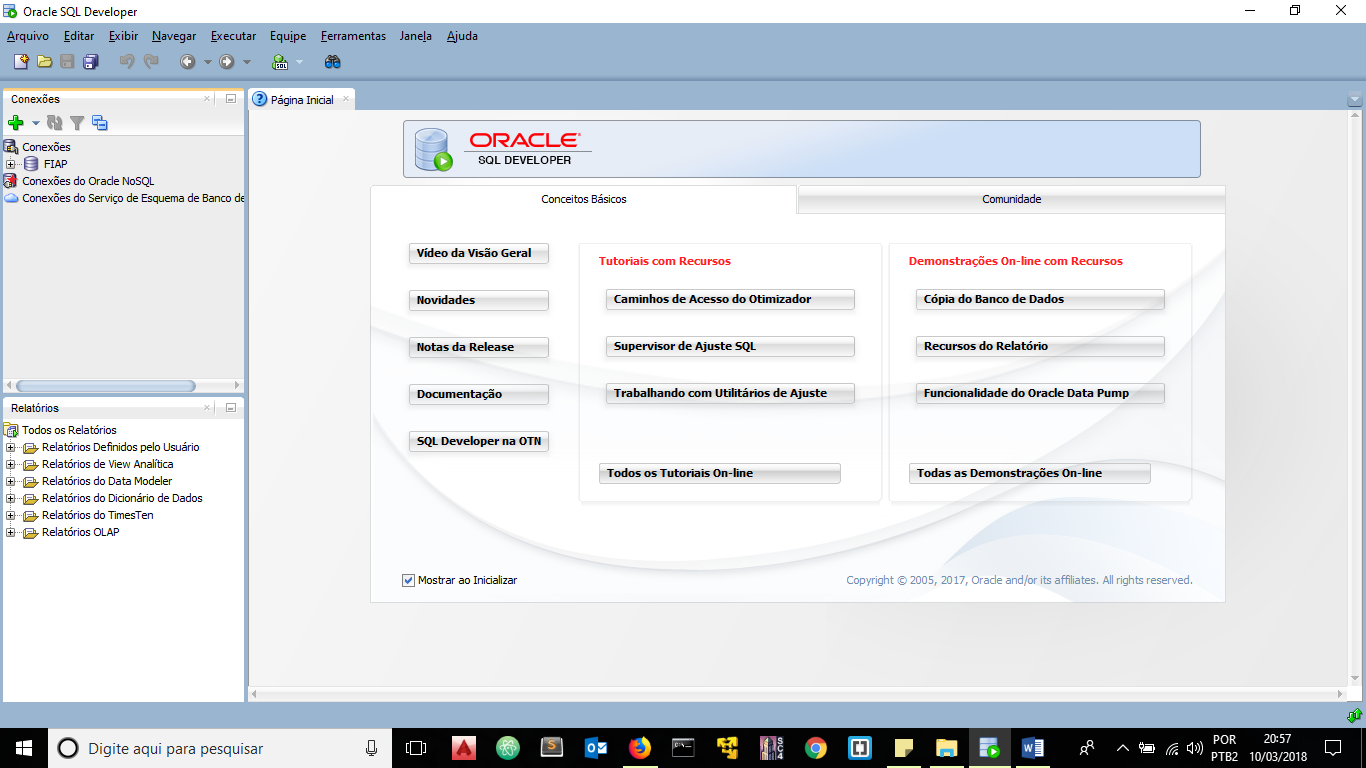 Oracle SQL Developer
Arquivo Editar Exibir Navegar Executar Equipe Ferramentas Janela Ajuda
SQL
Conexões
Conexões
FIAP
Conexões do Oracle NoSQL
Conexões do Serviço de Esquema de Banco de
Relatórios
Todos os Relatórios
Relatórios Definidos pelo Usuário
Relatórios de View Analítica
Relatórios do Data Modeler
Relatórios do Dicionário de Dados
Relatórios do TimesTen
Relatórios OLAP
Página Inicial
ORACLE
SQL DEVELOPER
Conceitos Básicos
Comunidade
Vídeo da Visão Geral
Novidades
Notas da Release
Documentação
SQL Developer na OTN
Tutoriais com Recursos
Caminhos de Acesso do Otimizador
Supervisor de Ajuste SQL
Trabalhando com Utilitários de Ajuste
Todos os Tutoriais On-line
Demonstrações On-line com Recursos
Cópia do Banco de Dados
Recursos do Relatório
Funcionalidade do Oracle Data Pump
Todas as Demonstrações On-line
Mostrar ao Inicializar
Copyright © 2005, 2017, Oracle and/or its affiliates. All rights reserved.
Digite aqui para pesquisar
SC4
POR
PTB2
20:57
10/03/2018